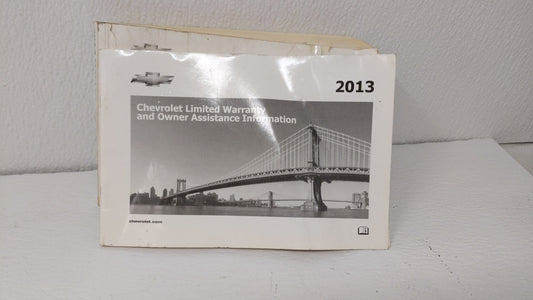 2013
Chevrolet Limited Warranty
and Owner Assistance Information
chevrolet.com